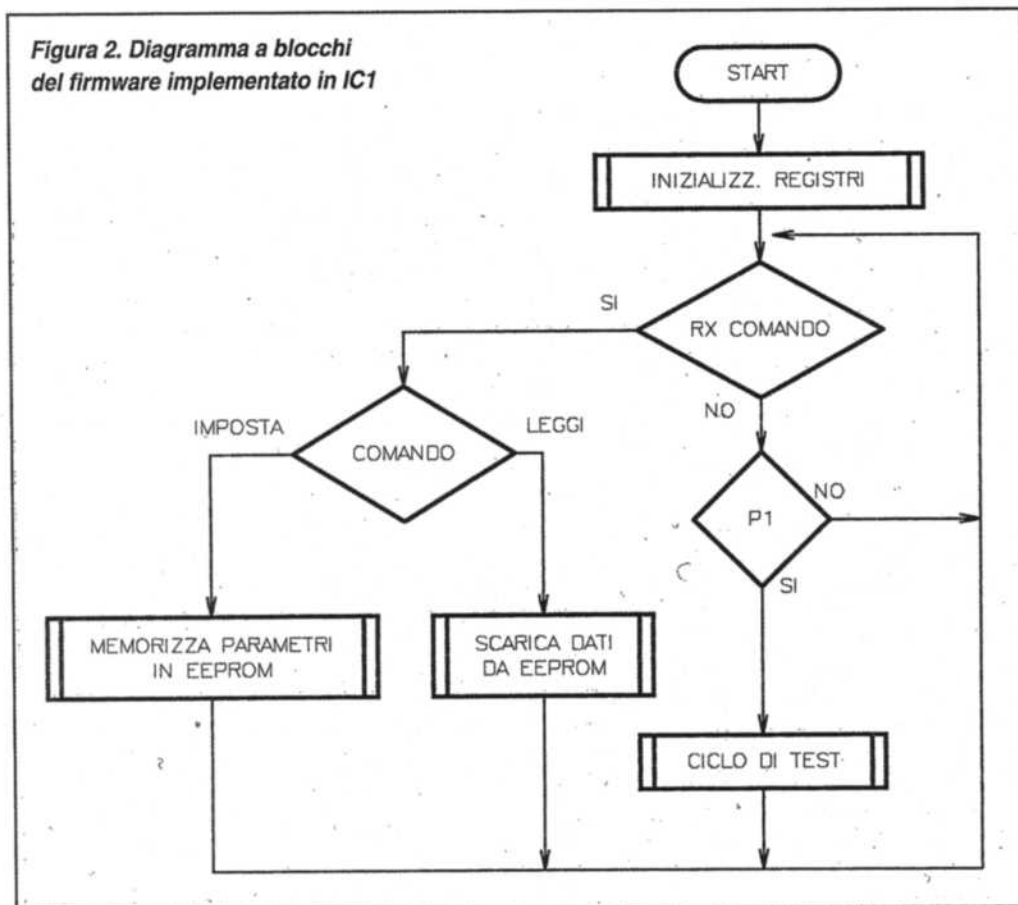 Figura 2. Diagramma a blocchi
del firmware implementato in IC1
START
INIZIALIZZ. REGISTRI
SI
RX COMANDO
NO
IMPOSTA
COMANDO
LEGGI
P1
NO
SI
MEMORIZZA PARAMETRI
IN EEPROM
SCARICA DATI
DA EEPROM
CICLO DI TEST